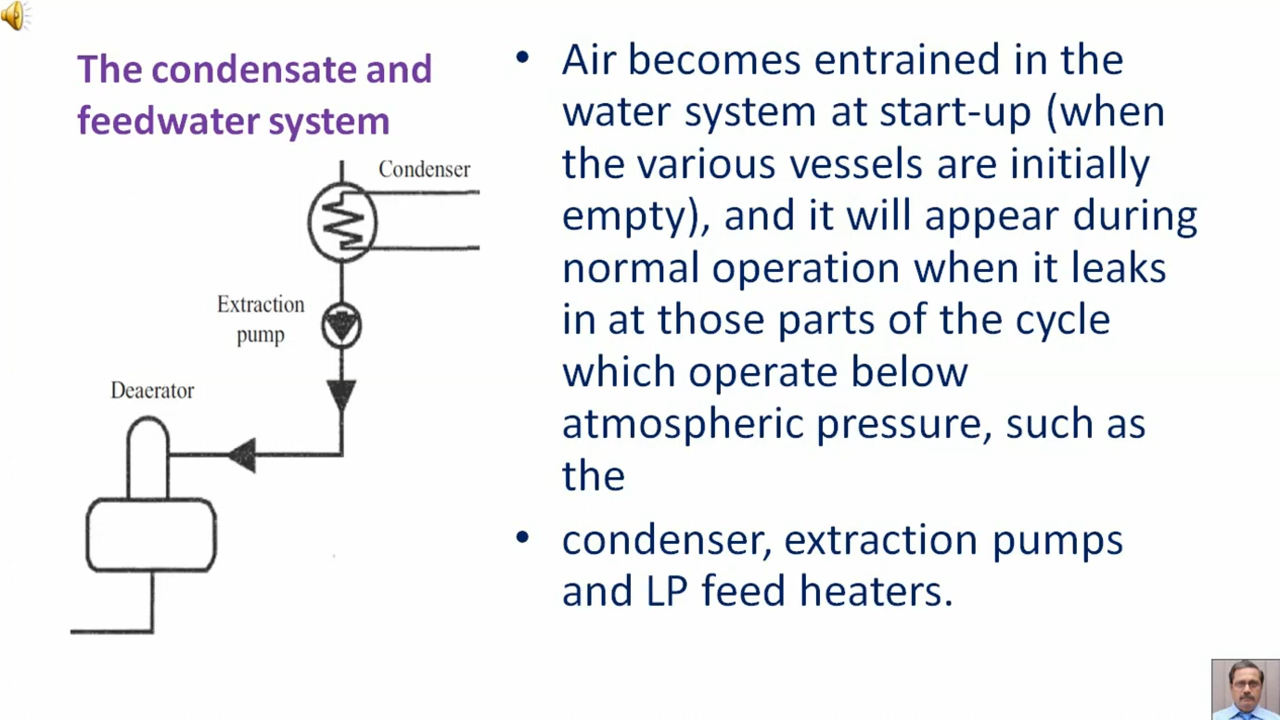 The condensate and
feedwater system
Condenser
Extraction
pump
Deaerator
• Air becomes entrained in the
water system at start-up (when
the various vessels are initially
empty), and it will appear during
normal operation when it leaks
in at those parts of the cycle
which operate below
atmospheric pressure, such as
the
• condenser, extraction pumps
and LP feed heaters.